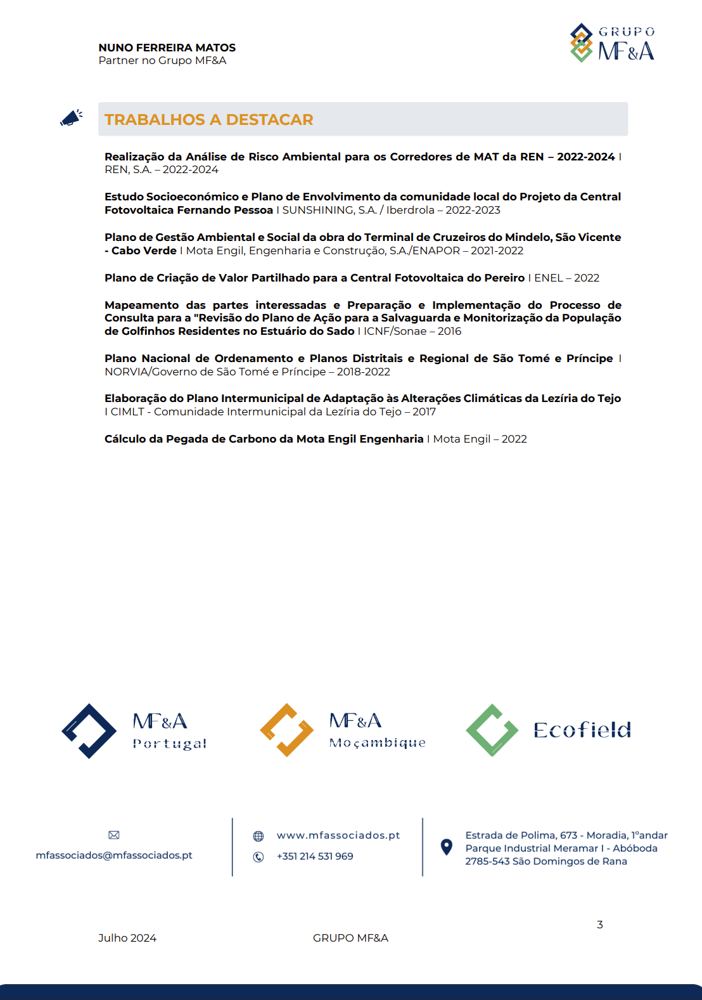 NUNO FERREIRA MATOS
Partner no Grupo MF&A
GRUPO
MF&A
TRABALHOS A DESTACAR
Realização da Análise de Risco Ambiental para os Corredores de MAT da REN – 2022-2024 I
REN, S.A. – 2022-2024
Estudo Socioeconómico e Plano de Envolvimento da comunidade local do Projeto da Central
Fotovoltaica Fernando Pessoa I SUNSHINING, S.A. / Iberdrola – 2022-2023
Plano de Gestão Ambiental e Social da obra do Terminal de Cruzeiros do Mindelo, São Vicente
- Cabo Verde I Mota Engil, Engenharia e Construção, S.A./ENAPOR – 2021-2022
Plano de Criação de Valor Partilhado para a Central Fotovoltaica do Pereiro I ENEL – 2022
Mapeamento das partes interessadas e Preparação e Implementação do Processo de
Consulta para a "Revisão do Plano de Ação para a Salvaguarda e Monitorização da População
de Golfinhos Residentes no Estuário do Sado I ICNF/Sonae – 2016
Plano Nacional de Ordenamento e Planos Distritais e Regional de São Tomé e Príncipe I
NORVIA/Governo de São Tomé e Príncipe – 2018-2022
Elaboração do Plano Intermunicipal de Adaptação às Alterações Climáticas da Lezíria do Tejo
I CIMLT - Comunidade Intermunicipal da Lezíria do Tejo – 2017
Cálculo da Pegada de Carbono da Mota Engil Engenharia I Mota Engil – 2022
MF&A
Portugal
MF&A
Moçambique
Ecofield
mfassociados@mfassociados.pt
www.mfassociados.pt
+351 214 531 969
Estrada de Polima, 673 - Moradia, 1ºandar
Parque Industrial Meramar I - Abóboda
2785-543 São Domingos de Rana
3
Julho 2024
GRUPO MF&A